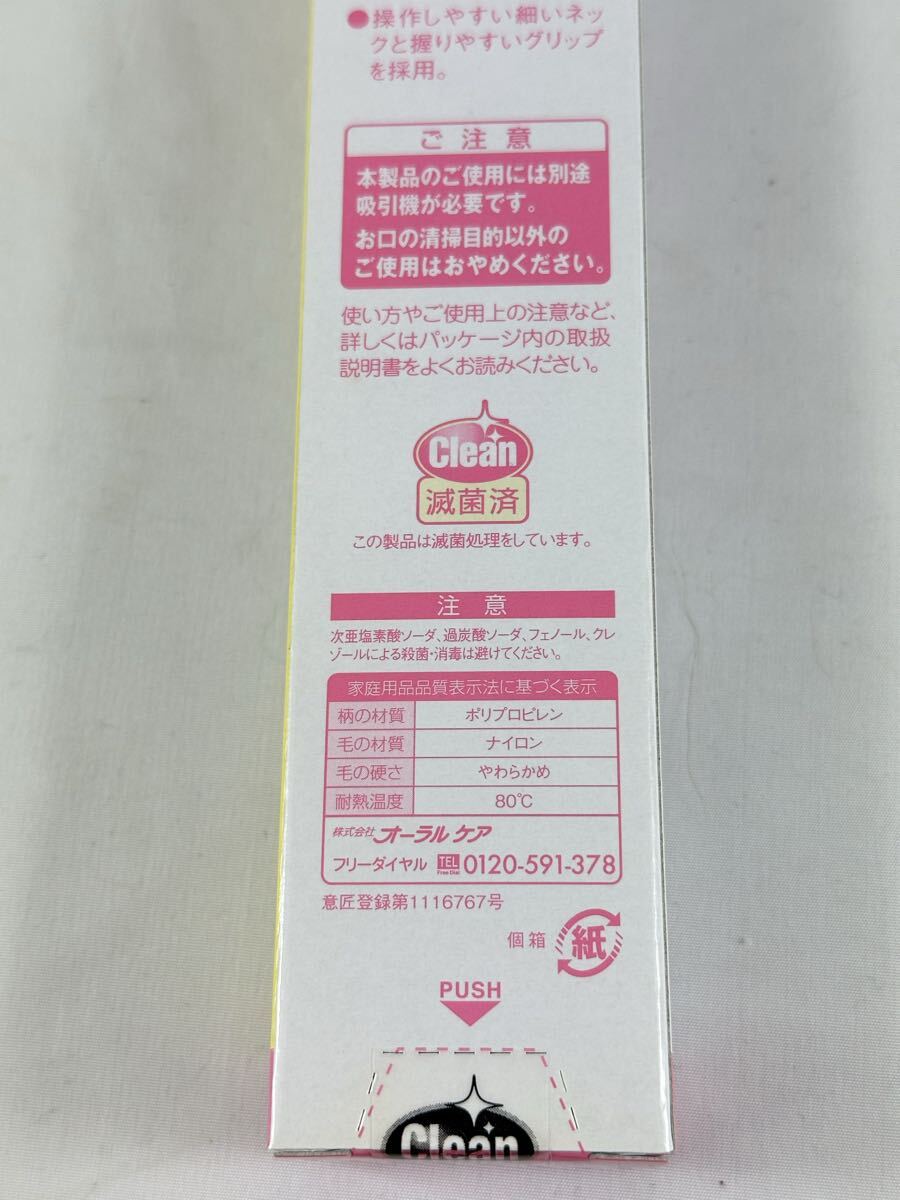 ●操作しやすい細いネッ
クと握りやすいグリップ
を採用。
ご注意
本製品のご使用には別途
吸引機が必要です。
お口の清掃目的以外の
ご使用はおやめください。
使い方やご使用上の注意など、
詳しくはパッケージ内の取扱
説明書をよくお読みください。
Clean
滅菌済
この製品は滅菌処理をしています。
注意
次亜塩素酸ソーダ、過炭酸ソーダ、フェノール、クレ
ゾールによる殺菌・消毒は避けてください。
家庭用品品質表示法に基づく表示
柄の材質 ポリプロピレン
毛の材質 ナイロン
毛の硬さ やわらかめ
耐熱温度 80℃
株式会社オーラルケア
フリーダイヤル TEL Free Dial 0120-591-378
意匠登録第1116767号
個箱 紙
PUSH
Clean